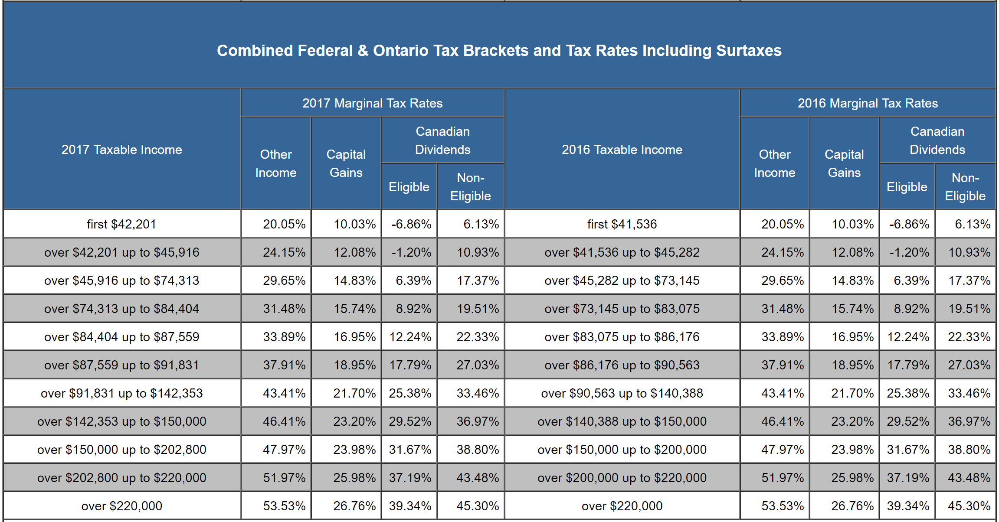 Combined Federal & Ontario Tax Brackets and Tax Rates Including Surtaxes
2017 Taxable Income
2017 Marginal Tax Rates
2016 Taxable Income
2016 Marginal Tax Rates
Other
Income
Capital
Gains
Canadian
Dividends
Eligible
Non-
Eligible
Other
Income
Capital
Gains
Canadian
Dividends
Eligible
Non-
Eligible
first $42,201 20.05% 10.03% -6.86% 6.13% first $41,536 20.05% 10.03% -6.86% 6.13%
over $42,201 up to $45,916 24.15% 12.08% -1.20% 10.93% over $41,536 up to $45,282 24.15% 12.08% -1.20% 10.93%
over $45,916 up to $74,313 29.65% 14.83% 6.39% 17.37% over $45,282 up to $73,145 29.65% 14.83% 6.39% 17.37%
over $74,313 up to $84,404 31.48% 15.74% 8.92% 19.51% over $73,145 up to $83,075 31.48% 15.74% 8.92% 19.51%
over $84,404 up to $87,559 33.89% 16.95% 12.24% 22.33% over $83,075 up to $86,176 33.89% 16.95% 12.24% 22.33%
over $87,559 up to $91,831 37.91% 18.95% 17.79% 27.03% over $86,176 up to $90,563 37.91% 18.95% 17.79% 27.03%
over $91,831 up to $142,353 43.41% 21.70% 25.38% 33.46% over $90,563 up to $140,388 43.41% 21.70% 25.38% 33.46%
over $142,353 up to $150,000 46.41% 23.20% 29.52% 36.97% over $140,388 up to $150,000 46.41% 23.20% 29.52% 36.97%
over $150,000 up to $202,800 47.97% 23.98% 31.67% 38.80% over $150,000 up to $200,000 47.97% 23.98% 31.67% 38.80%
over $202,800 up to $220,000 51.97% 25.98% 37.19% 43.48% over $200,000 up to $220,000 51.97% 25.98% 37.19% 43.48%
over $220,000 53.53% 26.76% 39.34% 45.30% over $220,000 53.53% 26.76% 39.34% 45.30%